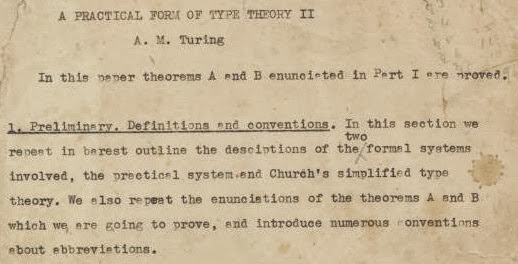 A PRACTICAL FORM OF TYPE THEORY II
A. M. Turing
In this paper theorems A and B enunciated in Part I are proved.
1. Preliminary. Definitions and conventions. In this section we
two
repeat in barest outline the desciptions of the formal systems
involved, the practical system and Church's simplified type
theory. We also repeat the enunciations of the theorems A and B
which we are going to prove, and introduce numerous conventions
about abbreviations.